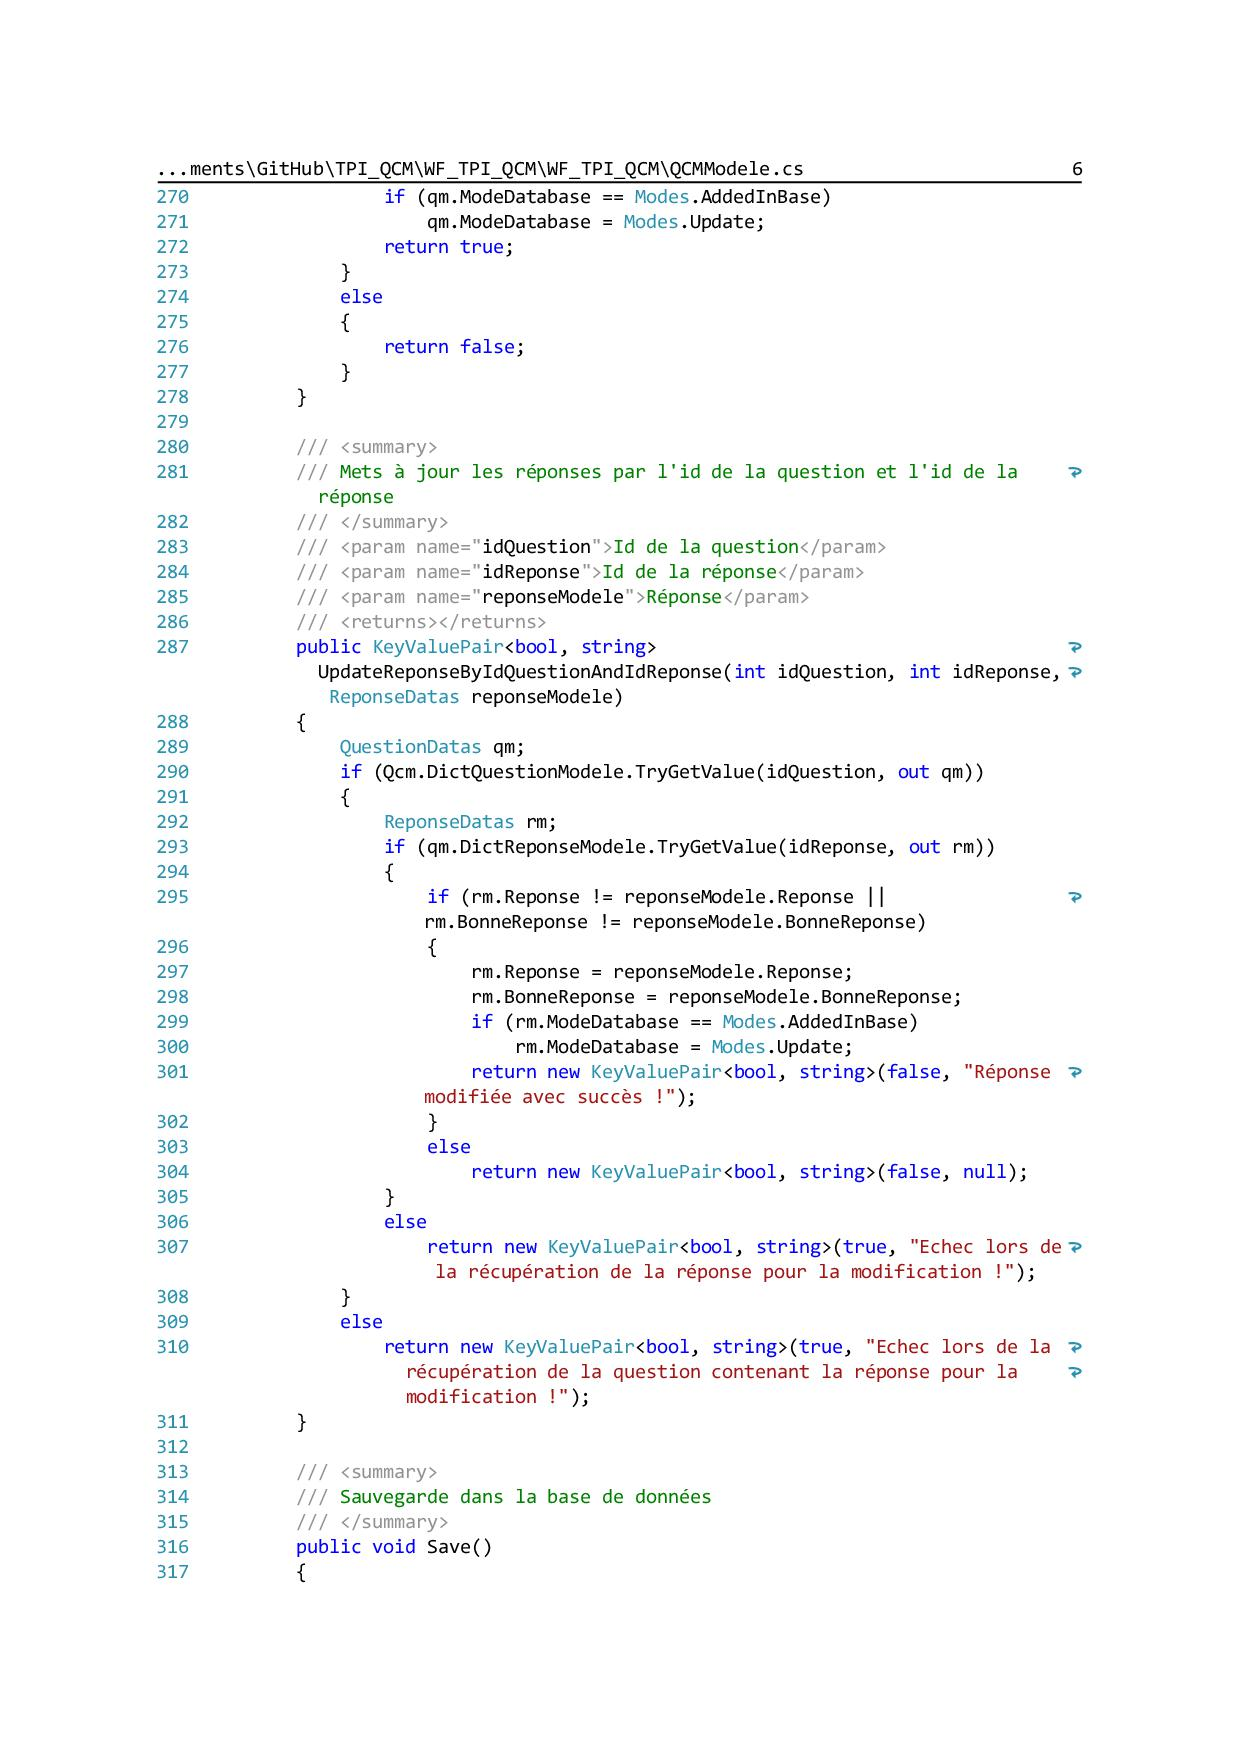 ...ments\GitHub\TPI_QCM\WF_TPI_QCM\WF_TPI_QCM\QCMModele.cs 6
270 if (qm.ModeDatabase == Modes.AddedInBase)
271 qm.ModeDatabase = Modes.Update;
272 return true;
273 }
274 else
275 {
276 return false;
277 }
278 }
279
280 /// <summary>
281 /// Mets à jour les réponses par l'id de la question et l'id de la
réponse
282 /// </summary>
283 /// <param name="idQuestion">Id de la question</param>
284 /// <param name="idReponse">Id de la réponse</param>
285 /// <param name="reponseModele">Réponse</param>
286 /// <returns></returns>
287 public KeyValuePair<bool, string>
UpdateReponseByIdQuestionAndIdReponse(int idQuestion, int idReponse,
ReponseDatas reponseModele)
288 {
289 QuestionDatas qm;
290 if (Qcm.DictQuestionModele.TryGetValue(idQuestion, out qm))
291 {
292 ReponseDatas rm;
293 if (qm.DictReponseModele.TryGetValue(idReponse, out rm))
294 {
295 if (rm.Reponse != reponseModele.Reponse ||
rm.BonneReponse != reponseModele.BonneReponse)
296 {
297 rm.Reponse = reponseModele.Reponse;
298 rm.BonneReponse = reponseModele.BonneReponse;
299 if (rm.ModeDatabase == Modes.AddedInBase)
300 rm.ModeDatabase = Modes.Update;
301 return new KeyValuePair<bool, string>(false, "Réponse
modifiée avec succès !");
302 }
303 else
304 return new KeyValuePair<bool, string>(false, null);
305 }
306 else
307 return new KeyValuePair<bool, string>(true, "Echec lors de
la récupération de la réponse pour la modification !");
308 }
309 else
310 return new KeyValuePair<bool, string>(true, "Echec lors de la
récupération de la question contenant la réponse pour la
modification !");
311 }
312
313 /// <summary>
314 /// Sauvegarde dans la base de données
315 /// </summary>
316 public void Save()
317 {